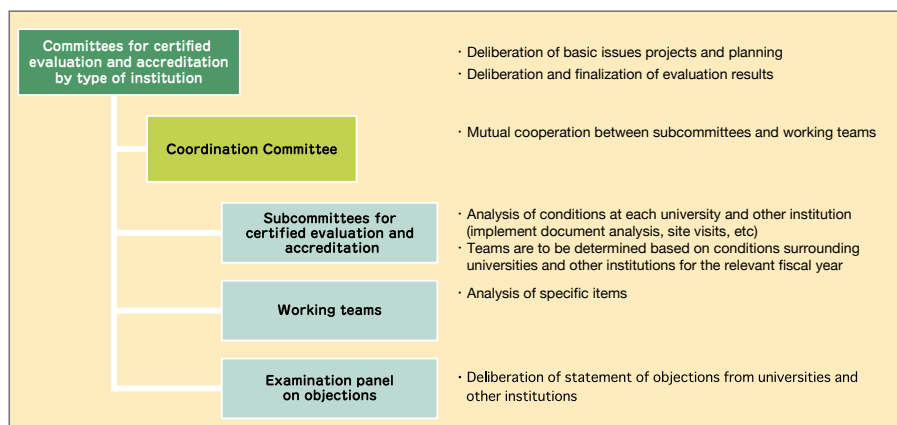 Committees for certified
evaluation and accreditation
by type of institution
・Deliberation of basic issues projects and planning
・Deliberation and finalization of evaluation results
Coordination Committee
・Mutual cooperation between subcommittees and working teams
Subcommittees for
certified evaluation and
accreditation
・Analysis of conditions at each university and other institution
(implement document analysis, site visits, etc)
・Teams are to be determined based on conditions surrounding
universities and other institutions for the relevant fiscal year
Working teams
・Analysis of specific items
Examination panel
on objections
・Deliberation of statement of objections from universities and
other institutions